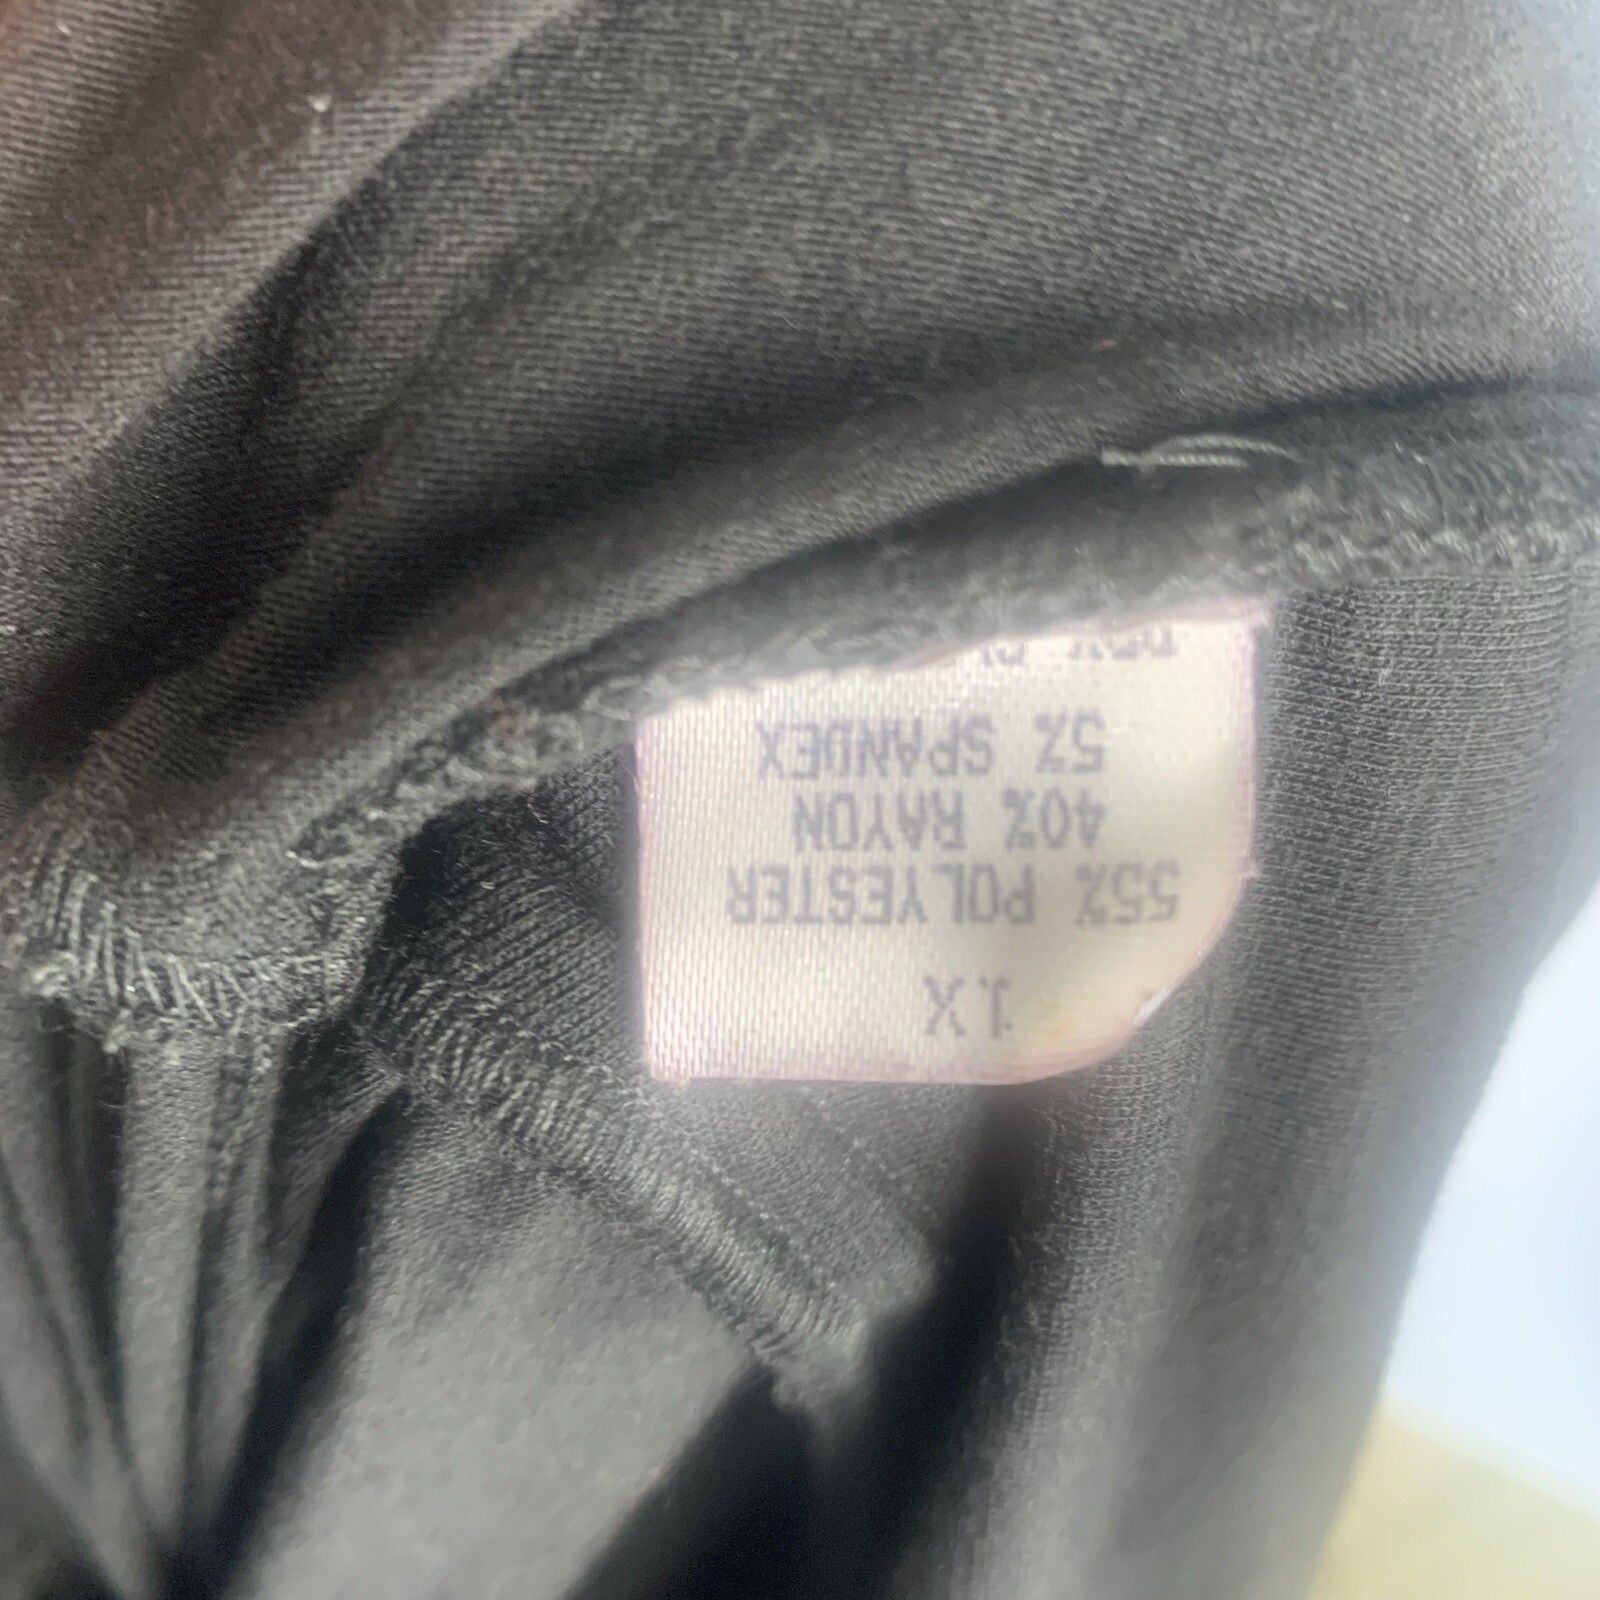 1X
55% POLYESTER
40% RAYON
5% SPANDEX